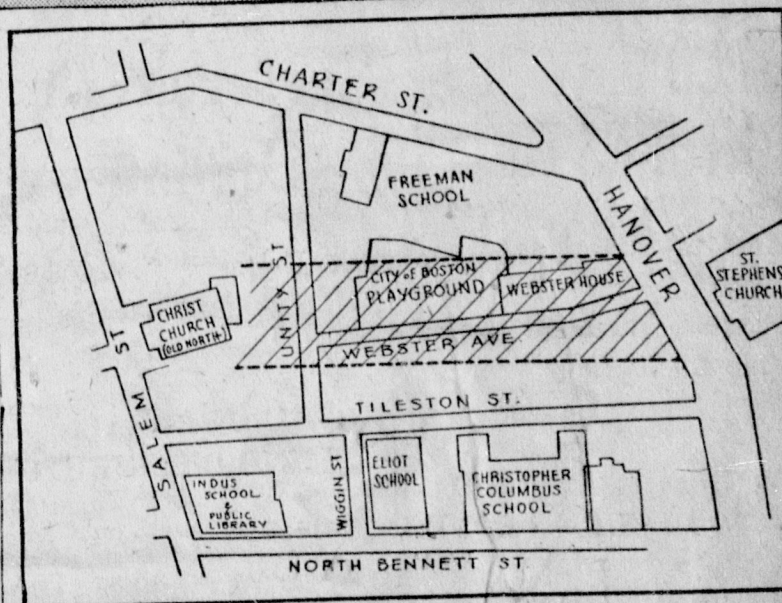 CHARTER ST.
FREEMAN
SCHOOL
HANOVER
UNITY ST
CITY OF BOSTON
PLAYGROUND
WEBSTER HOUSE
ST.
STEPHENS
CHURCH
CHRIST
CHURCH
(OLD NORTH)
WEBSTER AVE.
SALEM ST
TILESTON ST.
INDUS
SCHOOL
&
PUBLIC
LIBRARY
WIGGIN ST
ELIOT
SCHOOL
CHRISTOPHER
COLUMBUS
SCHOOL
NORTH BENNETT ST.